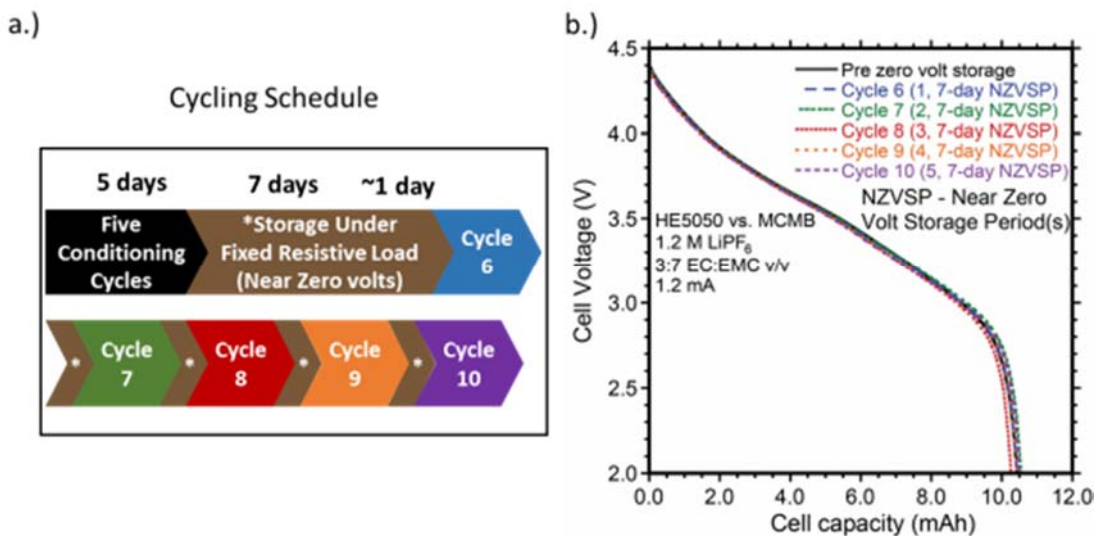 a.)
Cycling Schedule
5 days 7 days ~1 day
Five
Conditioning
Cycles
*Storage Under
Fixed Resistive Load
(Near Zero volts)
Cycle
6
*
Cycle
7
*
Cycle
8
*
Cycle
9
*
Cycle
10
b.)
Cell Voltage (V)
4.5
4.0
3.5
3.0
2.5
2.0
Pre zero volt storage
Cycle 6 (1, 7-day NZVSP)
Cycle 7 (2, 7-day NZVSP)
Cycle 8 (3, 7-day NZVSP)
Cycle 9 (4, 7-day NZVSP)
Cycle 10 (5, 7-day NZVSP)
NZVSP - Near Zero
Volt Storage Period(s)
HE5050 vs. MCMB
1.2 M LiPF₆
3:7 EC:EMC v/v
1.2 mA
0.0 2.0 4.0 6.0 8.0 10.0 12.0
Cell capacity (mAh)